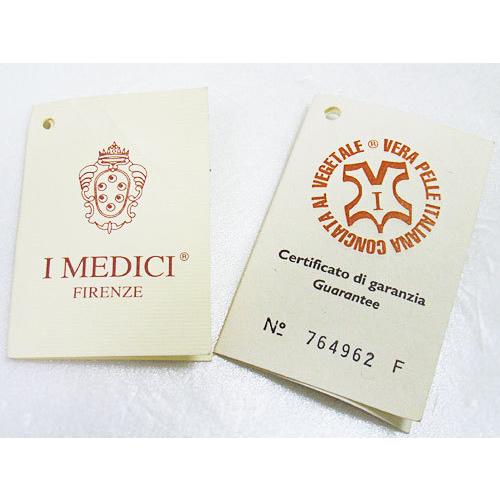 I MEDICI®
FIRENZE
VERA PELLE ITALIANA CONCIATA AL VEGETALE ®
I
Certificato di garanzia
Guarantee
Nº 764962 F